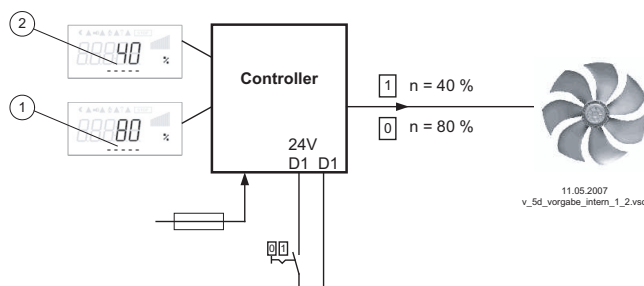 2
40
%
Controller
1 n = 40 %
1
80
%
0 n = 80 %
24V
D1 D1
11.05.2007
v_5d_vorgabe_intern_1_2.vsd
0 1